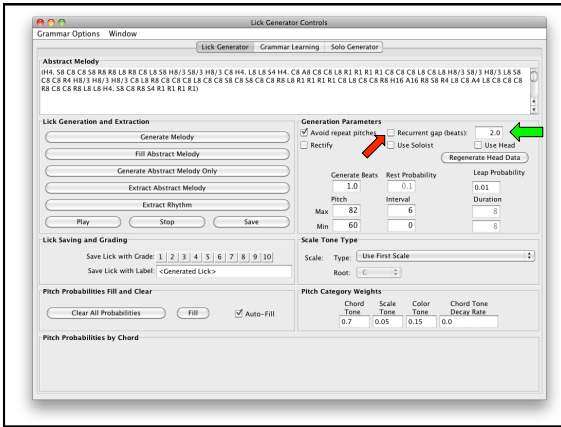 Lick Generator Controls
Grammar Options Window
Lick Generator Grammar Learning Solo Generator
Abstract Melody
(H4. S8 C8 C8 S8 R8 R8 L8 R8 C8 L8 S8 H8/3 S8/3 H8/3 C8 H4. L8 L8 S4 H4. C8 A8 C8 C8 L8 R1 R1 R1 R1 C8 C8 C8 L8 C8 L8 H8/3 S8/3 H8/3 L8 S8
C8 C8 R4 H8/3 H8/3 H8/3 C8 L8 R8 C8 C8 L8 C8 S8 C8 C8 S8 C8 C8 R8 L8 R1 R1 R1 R1 C8 L8 C8 C8 C8 R8 H16 A16 R8 S8 R4 L8 C8 A4 L8 C8 C8 C8
R8 C8 C8 R8 L8 L8 H4. S8 C8 R8 S4 R1 R1 R1 R1)
Lick Generation and Extraction
Generate Melody
Fill Abstract Melody
Generate Abstract Melody Only
Extract Abstract Melody
Extract Rhythm
Play Stop Save
Generation Parameters
Avoid repeat pitches Recurrent gap (beats): 2.0
Rectify Use Soloist Use Head
Regenerate Head Data
Generate Beats Rest Probability Leap Probability
1.0 0.1 0.01
Pitch Interval Duration
Max 82 6 8
Min 60 0 8
Lick Saving and Grading
Save Lick with Grade: 1 2 3 4 5 6 7 8 9 10
Save Lick with Label: <Generated Lick>
Scale Tone Type
Scale: Type: Use First Scale
Root: C
Pitch Probabilities Fill and Clear
Clear All Probabilities Fill Auto-Fill
Pitch Category Weights
Chord Scale Color Chord Tone
Tone Tone Tone Decay Rate
0.7 0.05 0.15 0.0
Pitch Probabilities by Chord